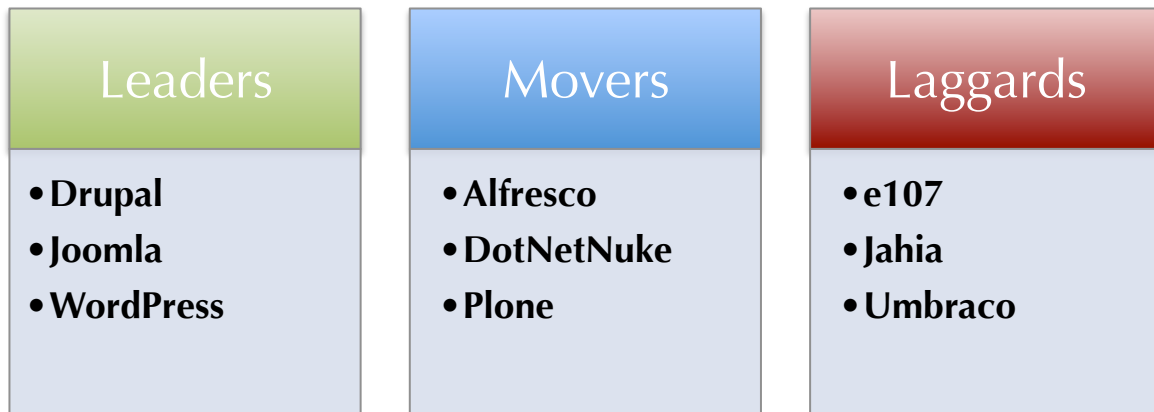 Leaders
•Drupal
•Joomla
•WordPress
Movers
•Alfresco
•DotNetNuke
•Plone
Laggards
•e107
•Jahia
•Umbraco